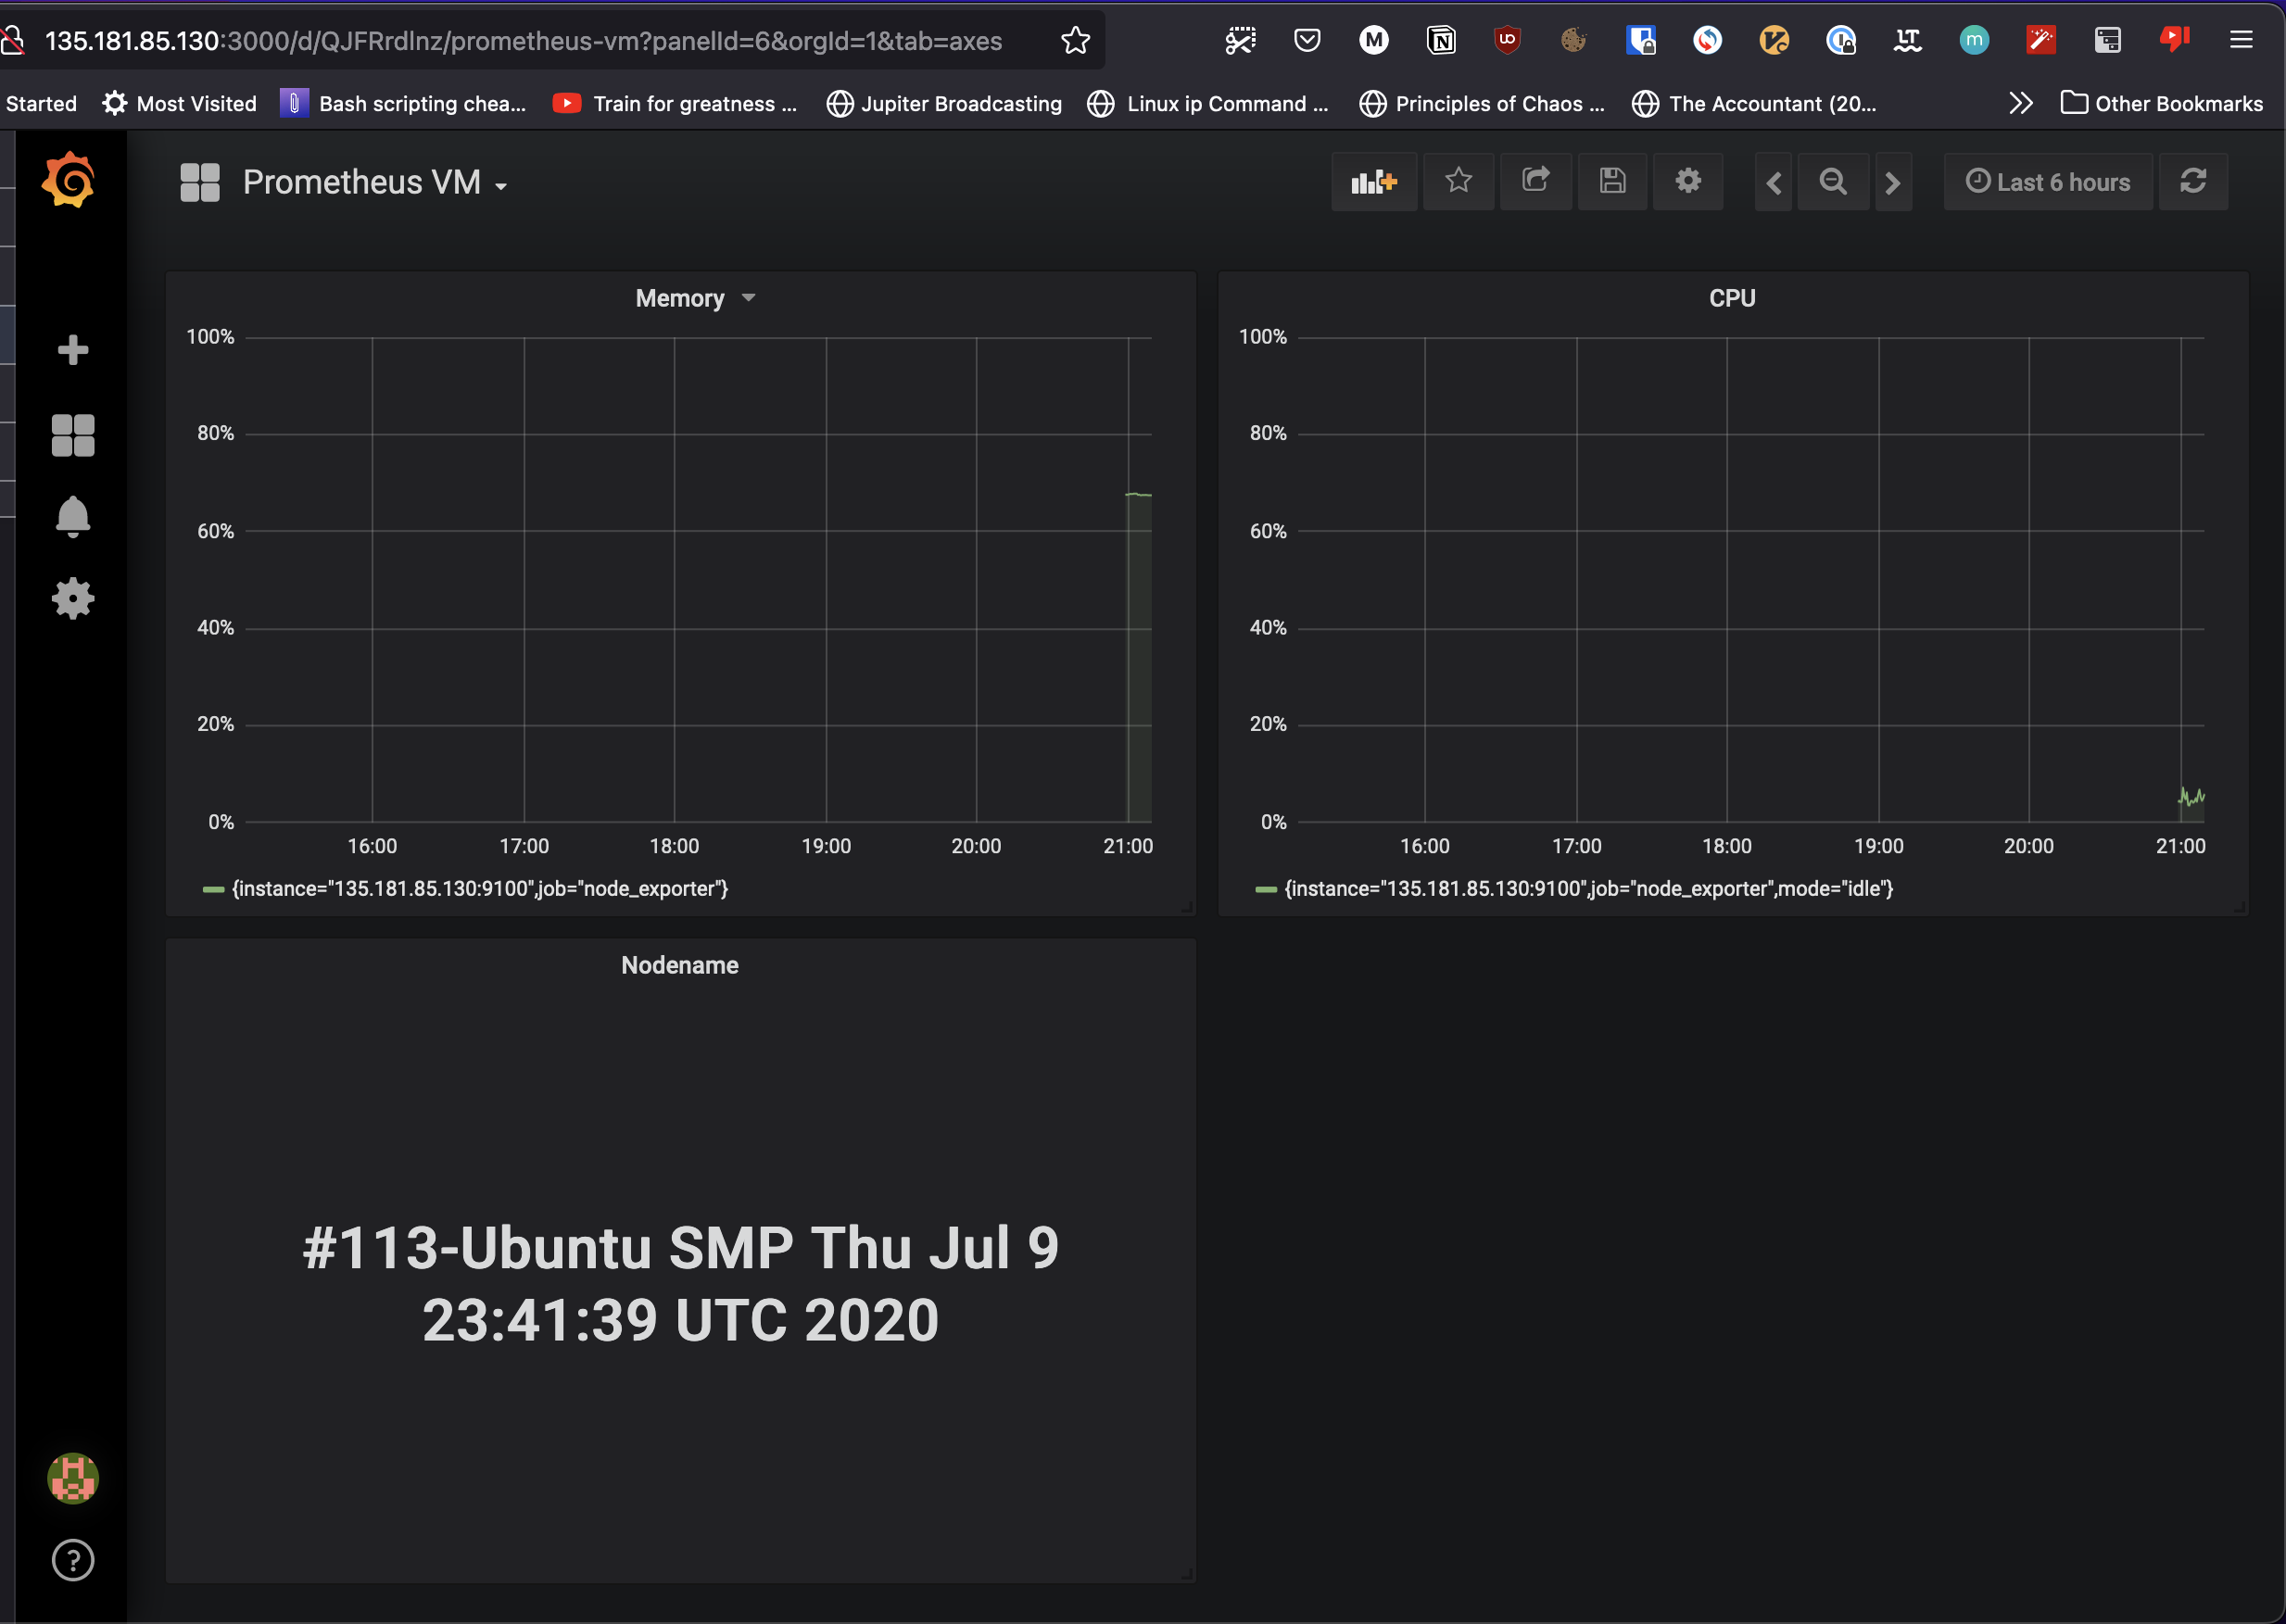 135.181.85.130:3000/d/QJFRrdlnz/prometheus-vm?panelId=6&orgId=1&tab=axes
Started Most Visited Bash scripting chea... Train for greatness ... Jupiter Broadcasting Linux ip Command ... Principles of Chaos ... The Accountant (20... Other Bookmarks
Prometheus VM
Last 6 hours
Memory
100%
80%
60%
40%
20%
0%
16:00 17:00 18:00 19:00 20:00 21:00
{instance="135.181.85.130:9100",job="node_exporter"}
CPU
100%
80%
60%
40%
20%
0%
16:00 17:00 18:00 19:00 20:00 21:00
{instance="135.181.85.130:9100",job="node_exporter",mode="idle"}
Nodename
#113-Ubuntu SMP Thu Jul 9
23:41:39 UTC 2020